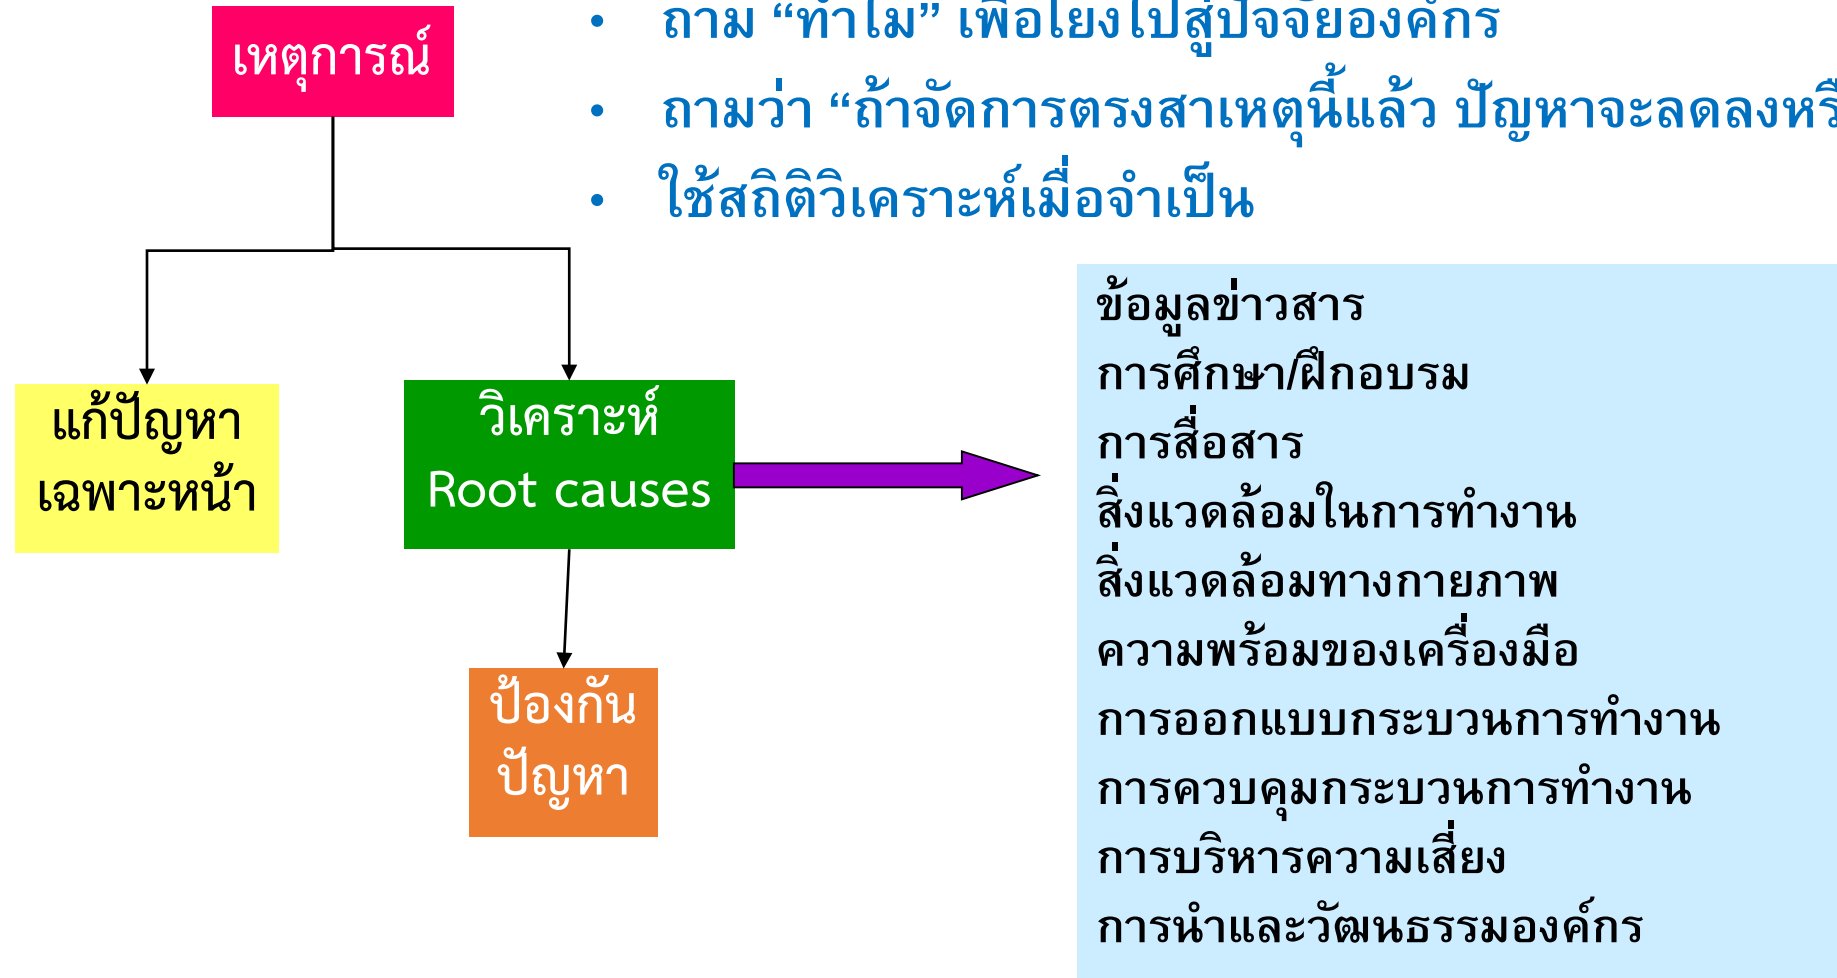 เหตุการณ์
• ถาม “ทำไม” เพื่อโยงไปสู่ปัจจัยองค์กร
• ถามว่า “ถ้าจัดการตรงสาเหตุนี้แล้ว ปัญหาจะลดลง
• ใช้สถิติวิเคราะห์เมื่อจำเป็น
แก้ปัญหา
เฉพาะหน้า
วิเคราะห์
Root causes
ป้องกัน
ปัญหา
ข้อมูลข่าวสาร
การศึกษา/ฝึกอบรม
การสื่อสาร
สิ่งแวดล้อมในการทำงาน
สิ่งแวดล้อมทางกายภาพ
ความพร้อมของเครื่องมือ
การออกแบบกระบวนการทำงาน
การควบคุมกระบวนการทำงาน
การบริหารความเสี่ยง
การนำและวัฒนธรรมองค์กร